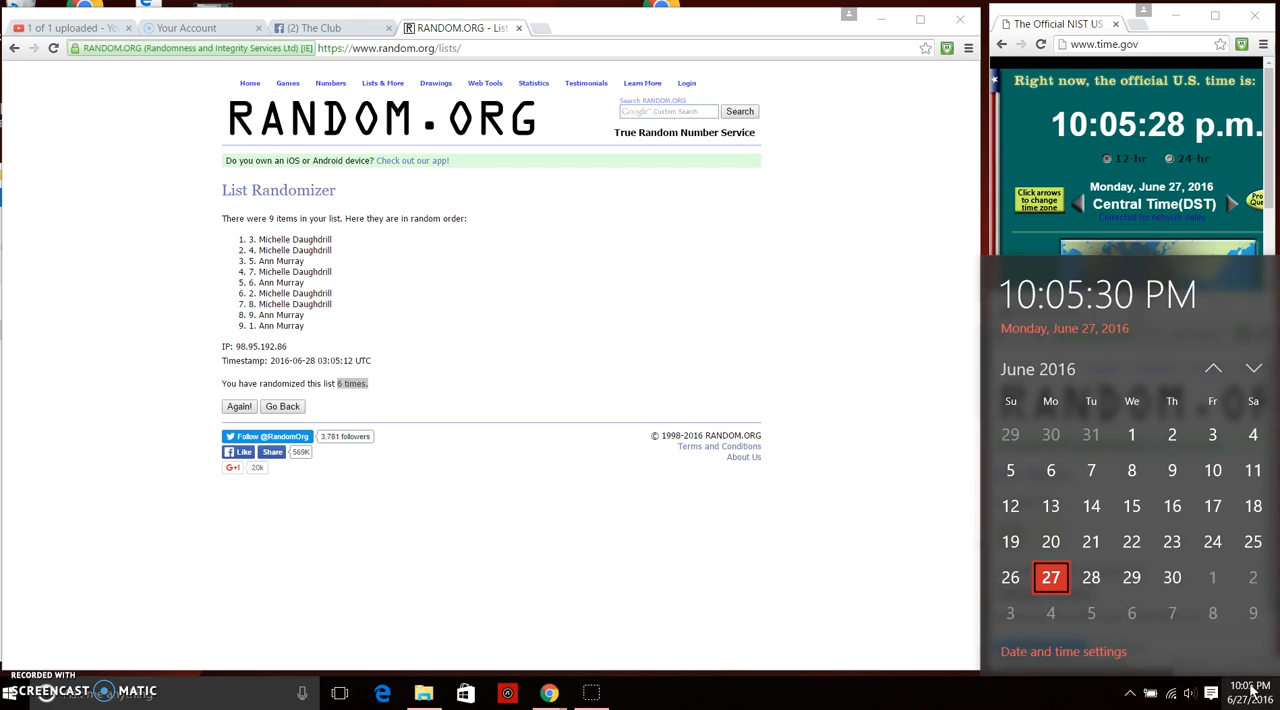 1 of 1 uploaded - Yo
Your Account
(2) The Club
RANDOM.ORG - List
RANDOM.ORG (Randomness and Integrity Services Ltd) [IE]
https://www.random.org/lists/
Home Games Numbers Lists & More Drawings Web Tools Statistics Testimonials Learn More Login
RANDOM.ORG
Search RANDOM.ORG
Google™ Custom Search
Search
True Random Number Service
Do you own an iOS or Android device? Check out our app!
List Randomizer
There were 9 items in your list. Here they are in random order:
1. 3. Michelle Daughdrill
2. 4. Michelle Daughdrill
3. 5. Ann Murray
4. 7. Michelle Daughdrill
5. 6. Ann Murray
6. 2. Michelle Daughdrill
7. 8. Michelle Daughdrill
8. 9. Ann Murray
9. 1. Ann Murray
IP: 98.95.192.86
Timestamp: 2016-06-28 03:05:12 UTC
You have randomized this list 6 times.
Again! Go Back
Follow @RandomOrg 3,781 followers
Like Share 569K
G+1 20k
© 1998-2016 RANDOM.ORG
Terms and Conditions
About Us
The Official NIST US
www.time.gov
Right now, the official U.S. time is:
10:05:28 p.m.
12-hr 24-hr
Click arrows
to change
time zone
Monday, June 27, 2016
Central Time(DST)
Corrected for network delay
10:05:30 PM
Monday, June 27, 2016
June 2016
Su Mo Tu We Th Fr Sa
29 30 31 1 2 3 4
5 6 7 8 9 10 11
12 13 14 15 16 17 18
19 20 21 22 23 24 25
26 27 28 29 30 1 2
3 4 5 6 7 8 9
Date and time settings
RECORDED WITH
SCREENCAST MATIC
anything
10:05 PM
6/27/2016